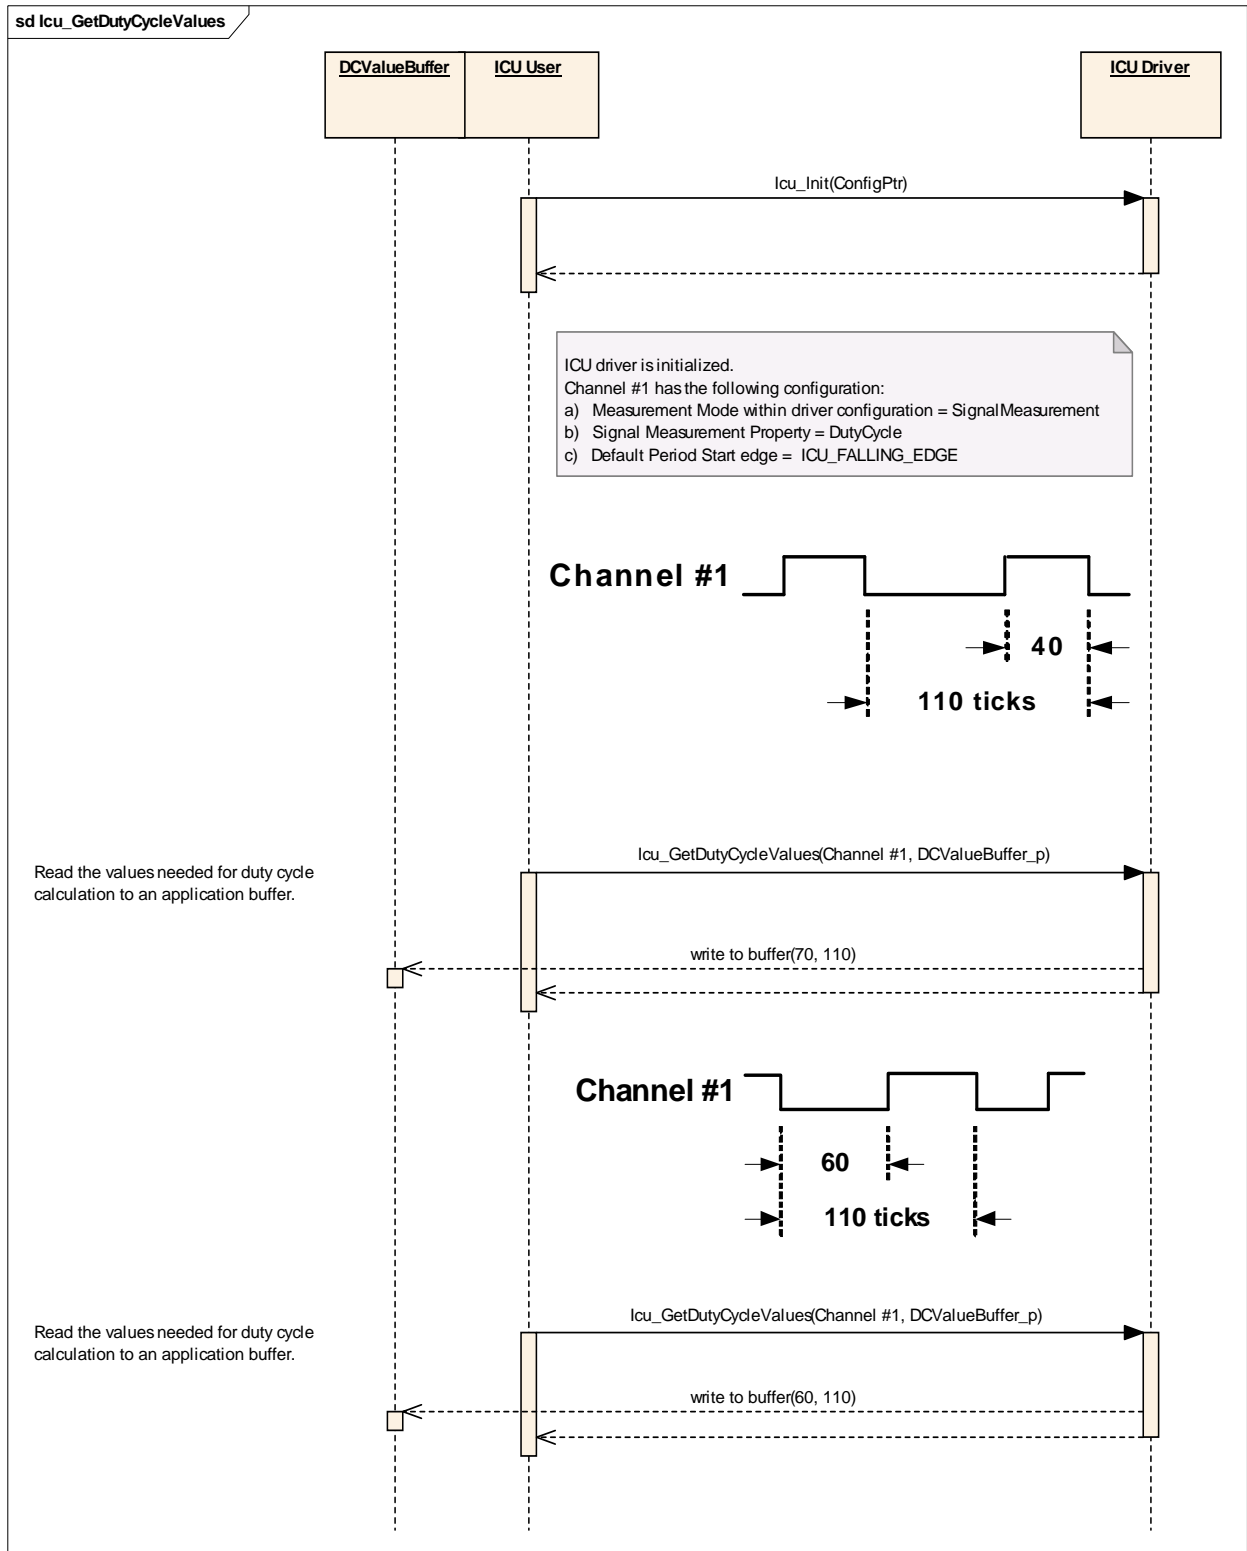 sd Icu_GetDutyCycleValues
DCValueBuffer
ICU User
ICU Driver
Icu_Init(ConfigPtr)
ICU driver is initialized.
Channel #1 has the following configuration:
a) Measurement Mode within driver configuration = SignalMeasurement
b) Signal Measurement Property = DutyCycle
c) Default Period Start edge = ICU_FALLING_EDGE
Channel #1
40
110 ticks
Icu_GetDutyCycleValues(Channel #1, DCValueBuffer_p)
Read the values needed for duty cycle
calculation to an application buffer.
write to buffer(70, 110)
Channel #1
60
110 ticks
Icu_GetDutyCycleValues(Channel #1, DCValueBuffer_p)
Read the values needed for duty cycle
calculation to an application buffer.
write to buffer(60, 110)